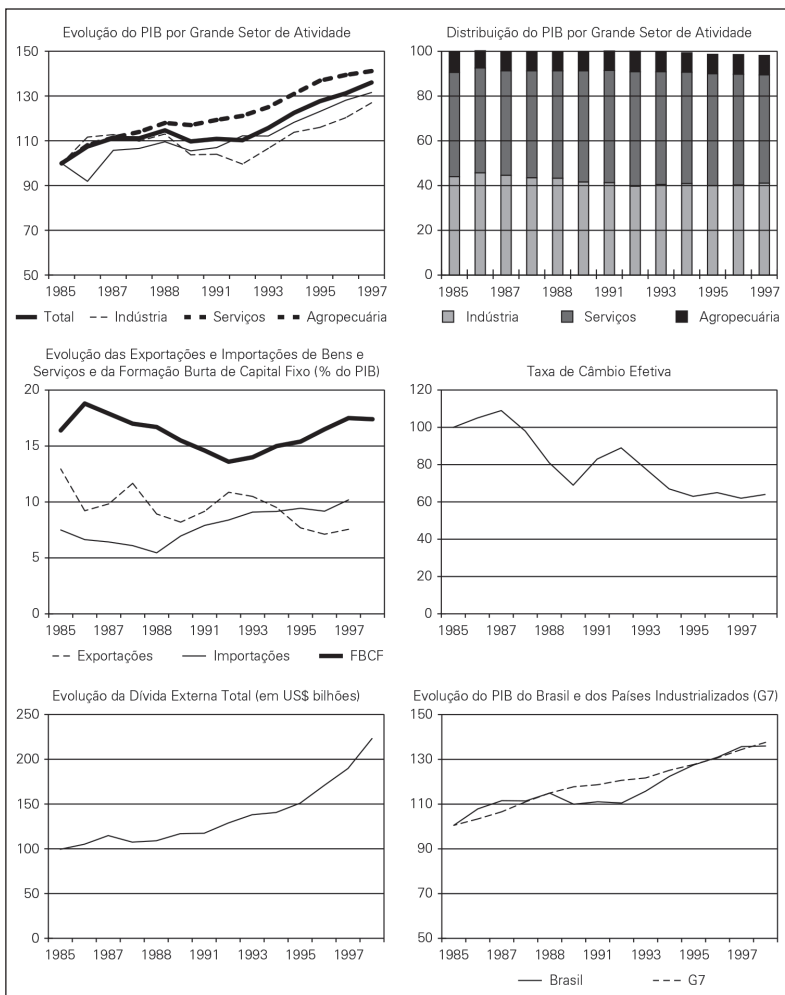 Evolução do PIB por Grande Setor de Atividade
150
130
110
90
70
50
1985 1987 1988 1991 1993 1995 1997
Total Indústria Serviços Agropecuária
Distribuição do PIB por Grande Setor de Atividade
100
80
60
40
20
0
1985 1987 1988 1991 1993 1995 1997
Indústria Serviços Agropecuária
Evolução das Exportações e Importações de Bens e
Serviços e da Formação Burta de Capital Fixo (% do PIB)
20
15
10
5
0
1985 1987 1988 1991 1993 1995 1997
Exportações Importações FBCF
Taxa de Câmbio Efetiva
120
100
80
60
40
20
0
1985 1987 1988 1991 1993 1995 1997
Evolução da Dívida Externa Total (em US$ bilhões)
250
200
150
100
50
0
1985 1987 1988 1991 1993 1995 1997
Evolução do PIB do Brasil e dos Países Industrializados (G7)
150
130
110
90
70
50
1985 1987 1988 1991 1993 1995 1997
Brasil G7